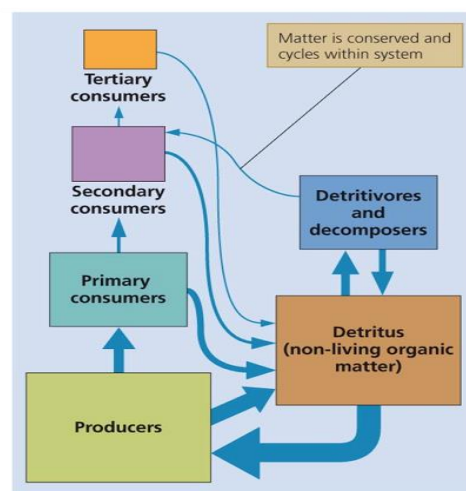 Matter is conserved and
cycles within system
Tertiary
consumers
Secondary
consumers
Detritivores
and
decomposers
Primary
consumers
Detritus
(non-living organic
matter)
Producers